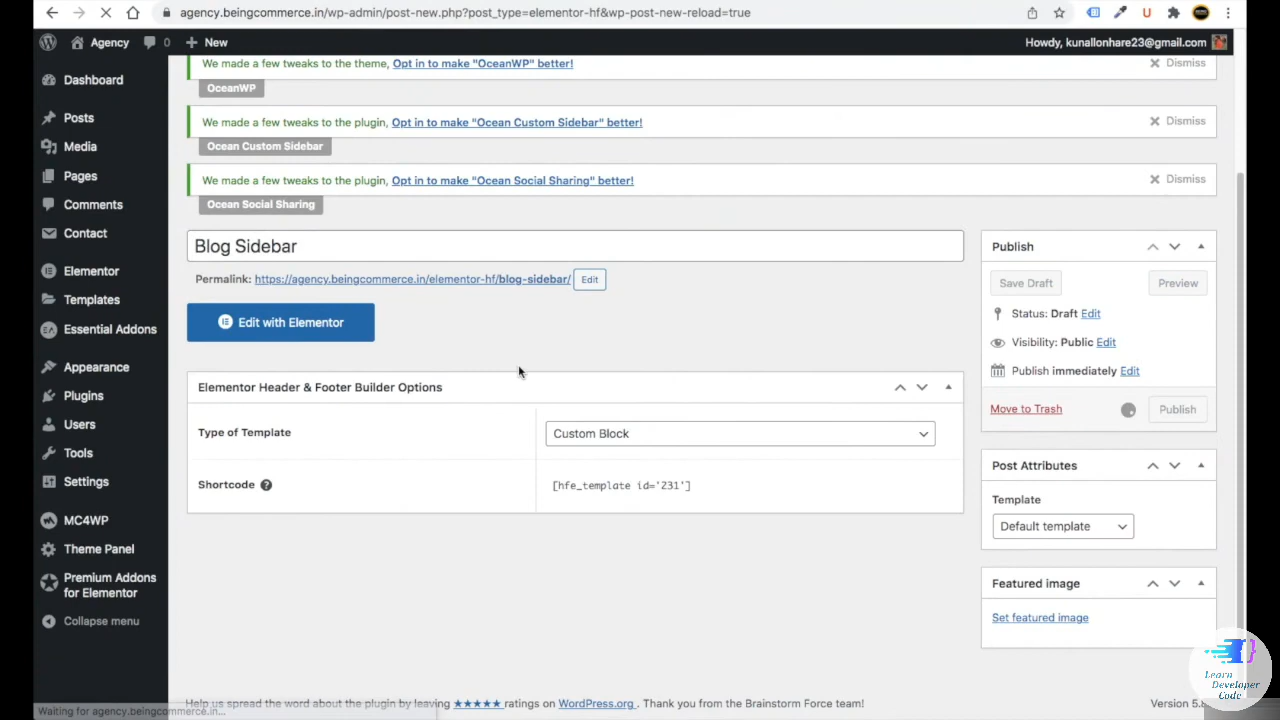 agency.beingcommerce.in/wp-admin/post-new.php?post_type=elementor-hf&wp-post-new-reload=true
Agency 0 New
Howdy, kunallonhare23@gmail.com
Dashboard
Posts
Media
Pages
Comments
Contact
Elementor
Templates
Essential Addons
Appearance
Plugins
Users
Tools
Settings
MC4WP
Theme Panel
Premium Addons
for Elementor
Collapse menu
Waiting for agency.beingcommerce.in...
We made a few tweaks to the theme, Opt in to make "OceanWP" better! Dismiss
OceanWP
We made a few tweaks to the plugin, Opt in to make "Ocean Custom Sidebar" better! Dismiss
Ocean Custom Sidebar
We made a few tweaks to the plugin, Opt in to make "Ocean Social Sharing" better! Dismiss
Ocean Social Sharing
Blog Sidebar
Permalink: https://agency.beingcommerce.in/elementor-hf/blog-sidebar/ Edit
Edit with Elementor
Elementor Header & Footer Builder Options
Type of Template Custom Block
Shortcode ? [hfe_template id='231']
Publish
Save Draft Preview
Status: Draft Edit
Visibility: Public Edit
Publish immediately Edit
Move to Trash Publish
Post Attributes
Template
Default template
Featured image
Set featured image
Help us spread the word about the plugin by leaving ★★★★★ ratings on WordPress.org . Thank you from the Brainstorm Force team!
Version 5.8
Learn
Developer
Code